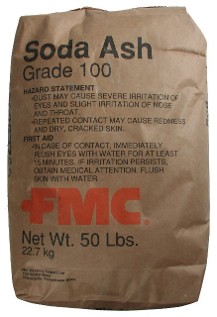 Soda Ash
Grade 100
HAZARD STATEMENT
•DUST MAY CAUSE SEVERE IRRITATION OF
EYES AND SLIGHT IRRITATION OF NOSE
AND THROAT.
•REPEATED CONTACT MAY CAUSE REDNESS
AND DRY, CRACKED SKIN.
FIRST AID
•IN CASE OF CONTACT, IMMEDIATELY
FLUSH EYES WITH WATER FOR AT LEAST
15 MINUTES. IF IRRITATION PERSISTS,
OBTAIN MEDICAL ATTENTION. FLUSH
SKIN WITH WATER.
FMC
Net Wt. 50 Lbs.
22.7 kg